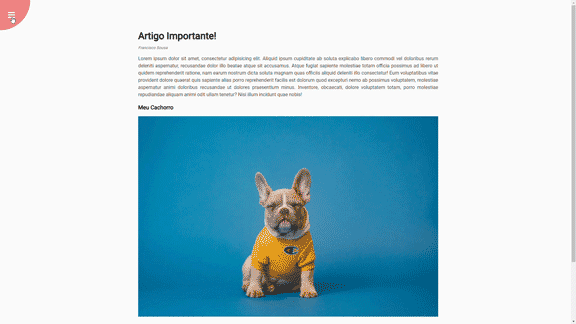 Artigo Importante!
Francisco Sousa
Lorem ipsum dolor sit amet, consectetur adipisicing elit. Aliquid ipsum cupiditate ab soluta explicabo libero commodi vel doloribus rerum
deleniti aspernatur, recusandae dolor illo beatae atque sit accusamus. Atque fugiat sapiente molestias totam officia possimus ad libero ut
quidem reprehenderit ratione, nam earum nostrum dicta soluta magnam quas officiis aliquid deleniti illo consectetur! Eum voluptatibus vitae
provident dolore quaerat quis sapiente alias porro reprehenderit facilis est dolorum quod excepturi nemo ab possimus voluptates, molestiae
aspernatur animi doloribus recusandae ut dolores praesentium minus. Inventore, obcaecati, dolore voluptatem totam, porro molestiae
repudiandae aliquam animi odit ullam tenetur? Nisi illum incidunt quae nobis!
Meu Cachorro